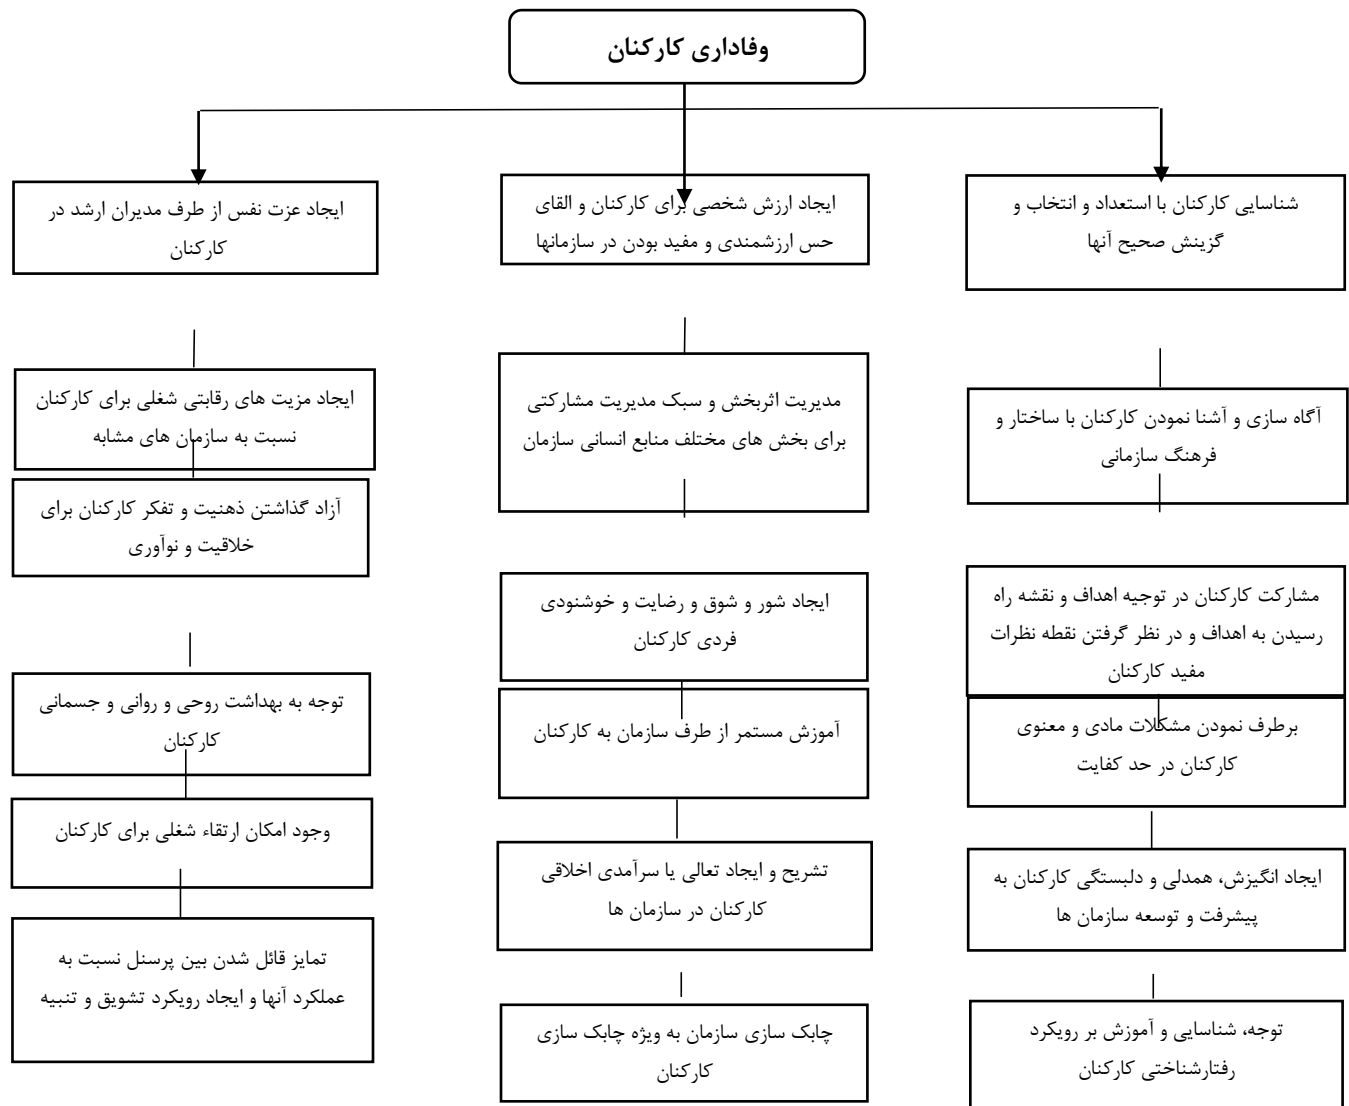 وفاداری کارکنان
شناسایی کارکنان با استعداد و انتخاب و
گزینش صحیح آنها
آگاه سازی و آشنا نمودن کارکنان با ساختار و
فرهنگ سازمانی
مشارکت کارکنان در توجیه اهداف و نقشه راه
رسیدن به اهداف و در نظر گرفتن نقطه نظرات
مفید کارکنان
برطرف نمودن مشکلات مادی و معنوی
کارکنان در حد کفایت
ایجاد انگیزش، همدلی و دلبستگی کارکنان به
پیشرفت و توسعه سازمان ها
توجه، شناسایی و آموزش بر رویکرد
رفتارشناختی کارکنان
ایجاد ارزش شخصی برای کارکنان و القای
حس ارزشمندی و مفید بودن در سازمانها
مدیریت اثربخش و سبک مدیریت مشارکتی
برای بخش های مختلف منابع انسانی سازمان
ایجاد شور و شوق و رضایت و خوشنودی
فردی کارکنان
آموزش مستمر از طرف سازمان به کارکنان
تشریح و ایجاد تعالی یا سرآمدی اخلاقی
کارکنان در سازمان ها
چابک سازی سازمان به ویژه چابک سازی
کارکنان
ایجاد عزت نفس از طرف مدیران ارشد در
کارکنان
ایجاد مزیت های رقابتی شغلی برای کارکنان
نسبت به سازمان های مشابه
آزاد گذاشتن ذهنیت و تفکر کارکنان برای
خلاقیت و نوآوری
توجه به بهداشت روحی و روانی و جسمانی
کارکنان
وجود امکان ارتقاء شغلی برای کارکنان
تمایز قائل شدن بین پرسنل نسبت به
عملکرد آنها و ایجاد رویکرد تشویق و تنبیه